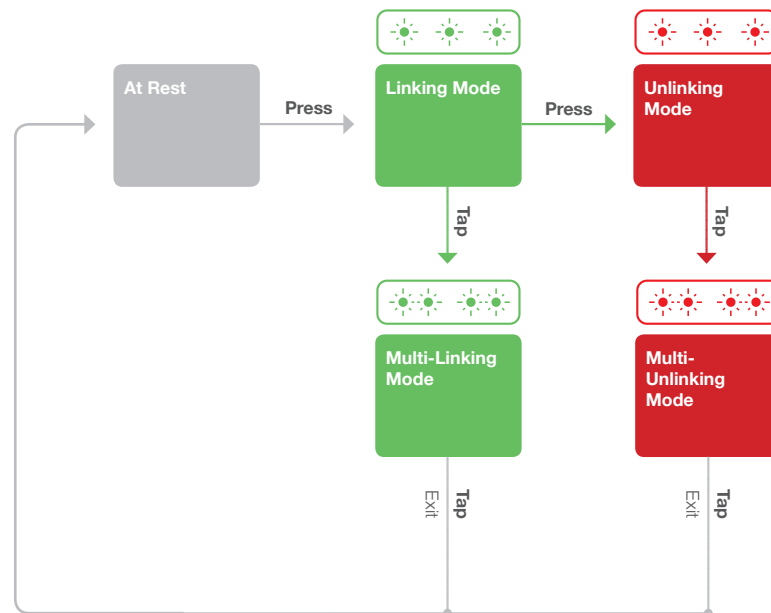 At Rest
Press
Linking Mode
Press
Unlinking
Mode
Tap
Tap
Multi-Linking
Mode
Multi-
Unlinking
Mode
Tap
Exit
Tap
Exit